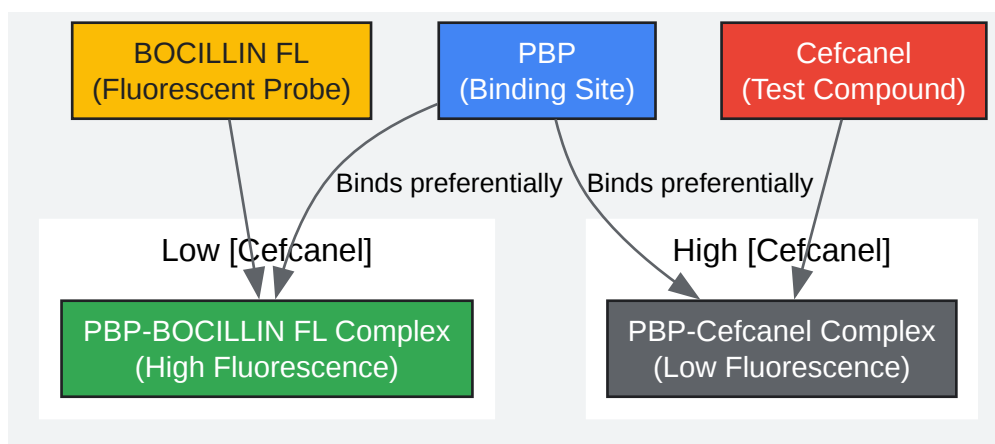 BOCILLIN FL
(Fluorescent Probe)
PBP
(Binding Site)
Cefcanel
(Test Compound)
Binds preferentially
Binds preferentially
Low [Cefcanel]
High [Cefcanel]
PBP-BOCILLIN FL Complex
(High Fluorescence)
PBP-Cefcanel Complex
(Low Fluorescence)